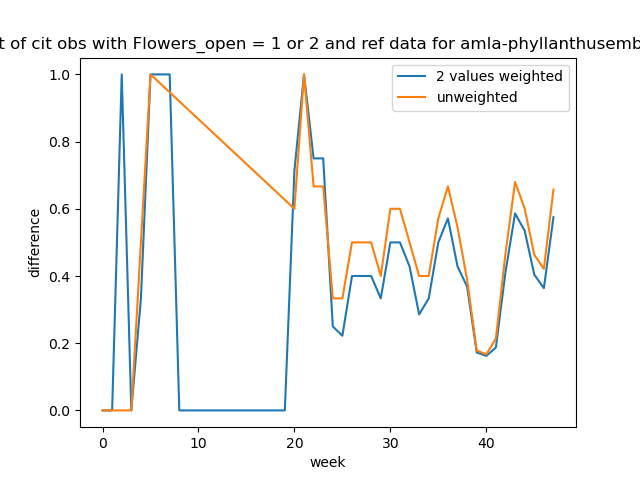 t of cit obs with Flowers_open = 1 or 2 and ref data for amla-phyllanthusemb
2 values weighted
unweighted
difference
1.0
0.8
0.6
0.4
0.2
0.0
0 10 20 30 40
week